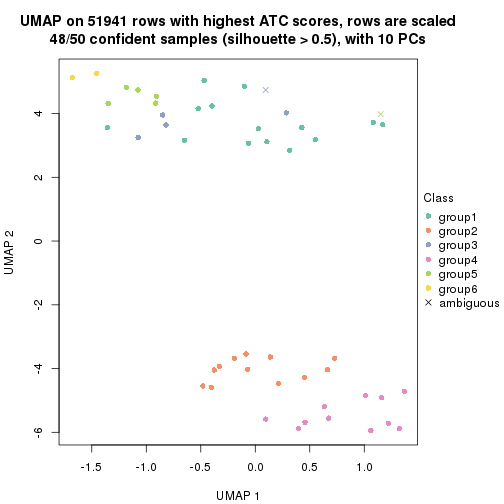 UMAP on 51941 rows with highest ATC scores, rows are scaled
48/50 confident samples (silhouette > 0.5), with 10 PCs
4
2
0
-2
-4
-6
UMAP 2
-1.5 -1.0 -0.5 0.0 0.5 1.0
UMAP 1
Class
group1
group2
group3
group4
group5
group6
ambiguous